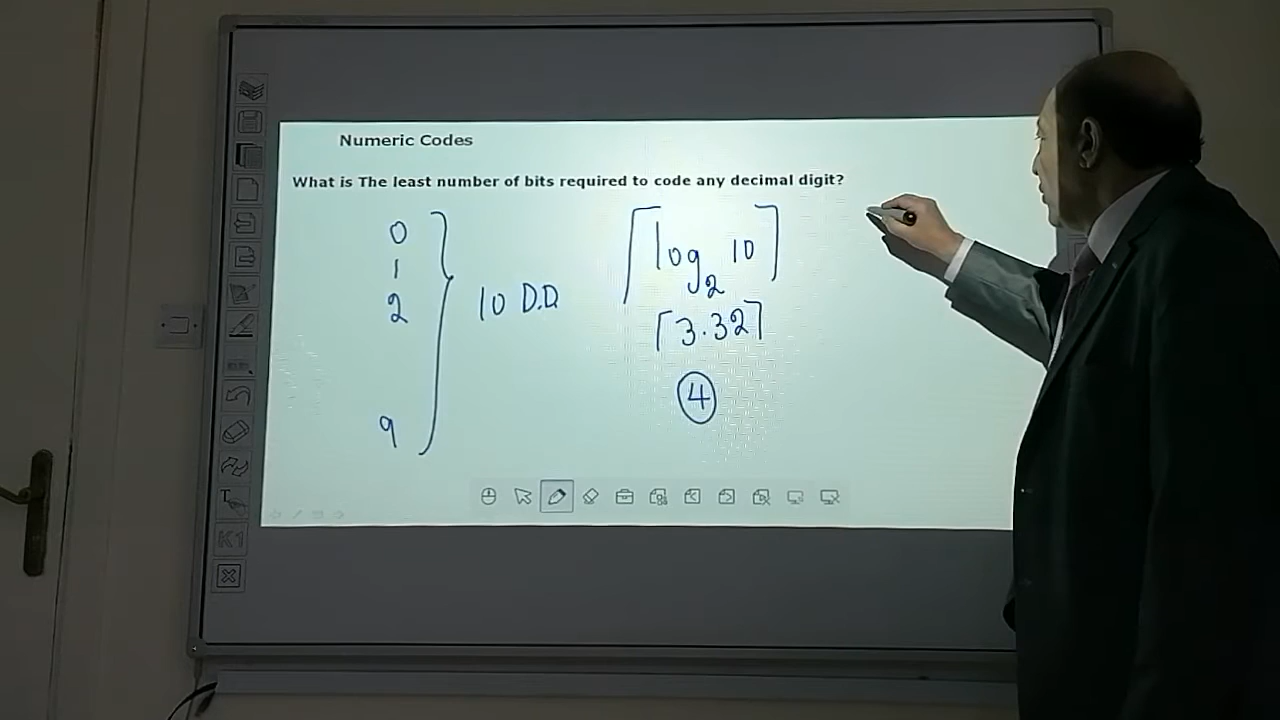 Numeric Codes
What is The least number of bits required to code any decimal digit?
0
1
2
9
10 D.D
⌈log₂ 10⌉
⌈3.32⌉
4
K1